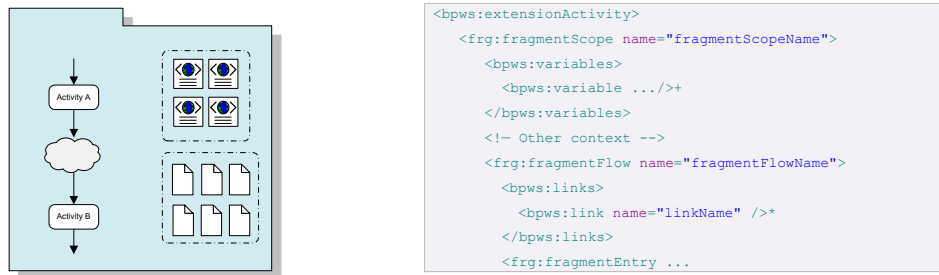 Activity A
Activity B
<bpws:extensionActivity>
<frg:fragmentScope name="fragmentScopeName">
<bpws:variables>
<bpws:variable .../>+
</bpws:variables>
<!— Other context -->
<frg:fragmentFlow name="fragmentFlowName">
<bpws:links>
<bpws:link name="linkName" />*
</bpws:links>
<frg:fragmentEntry ...